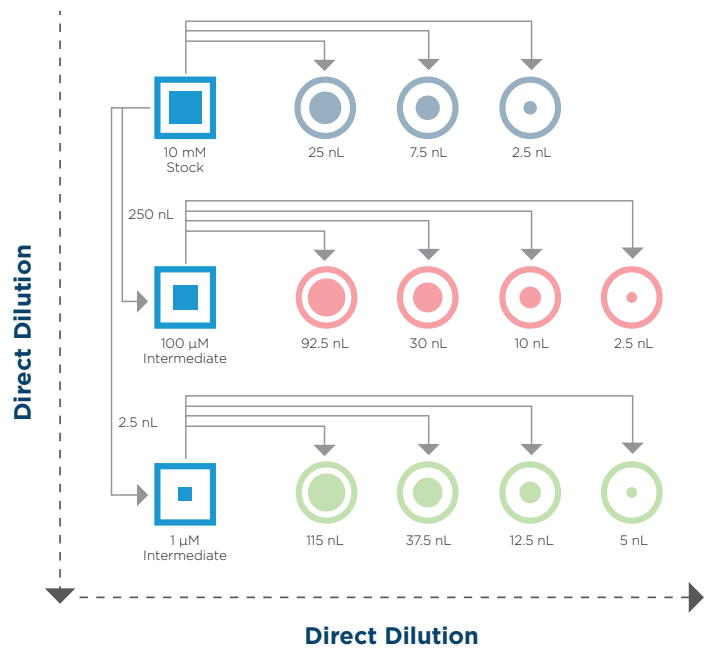 10 mM
Stock
25 nL
7.5 nL
2.5 nL
250 nL
100 µM
Intermediate
92.5 nL
30 nL
10 nL
2.5 nL
2.5 nL
1 µM
Intermediate
115 nL
37.5 nL
12.5 nL
5 nL
Direct Dilution
Direct Dilution